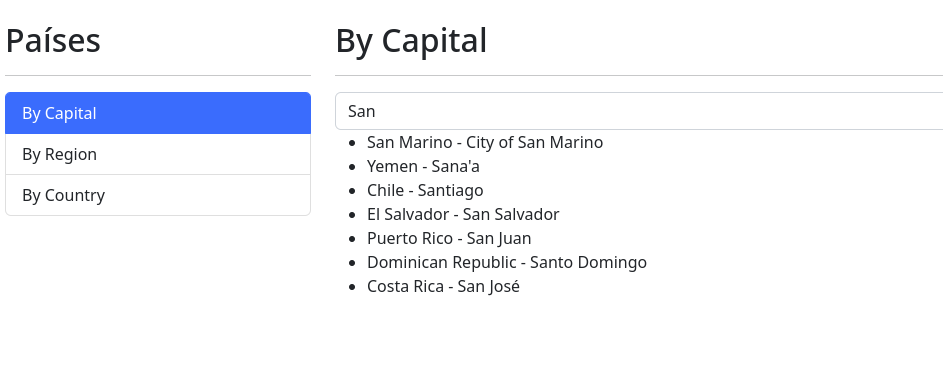 Países
By Capital
By Region
By Country
By Capital
San
San Marino - City of San Marino
Yemen - Sana'a
Chile - Santiago
El Salvador - San Salvador
Puerto Rico - San Juan
Dominican Republic - Santo Domingo
Costa Rica - San José